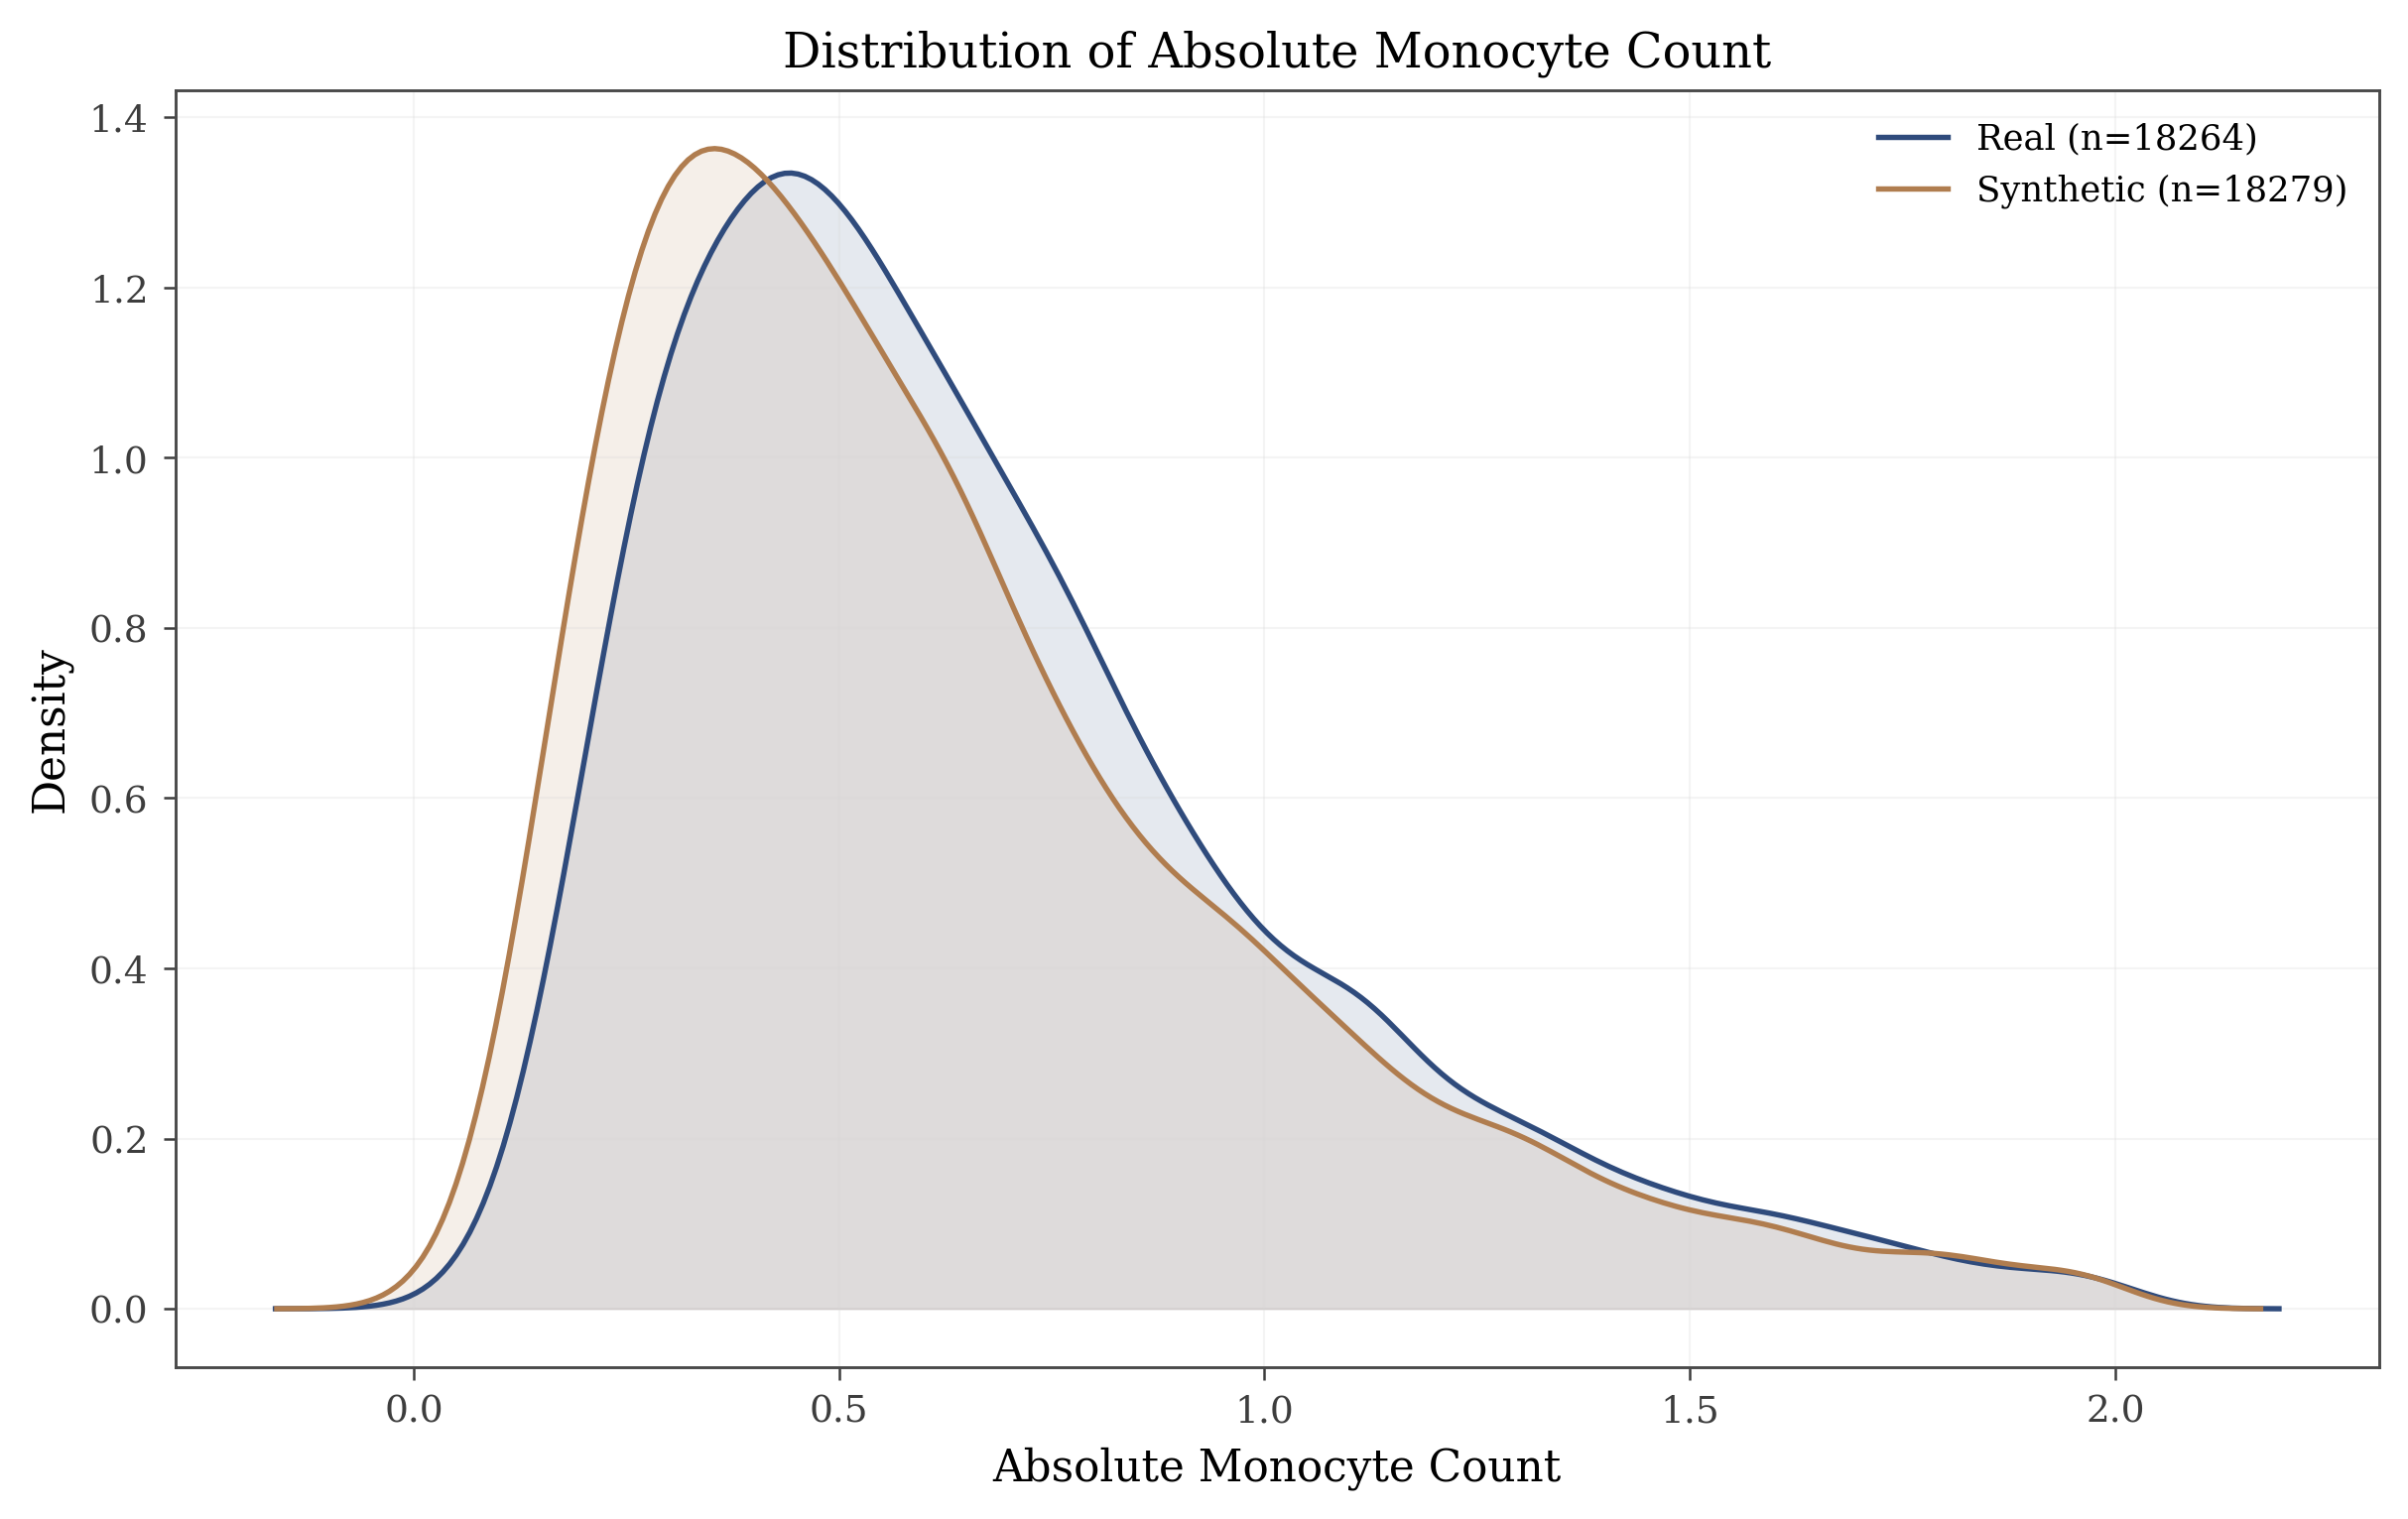 Distribution of Absolute Monocyte Count
Real (n=18264)
Synthetic (n=18279)
Density
1.4
1.2
1.0
0.8
0.6
0.4
0.2
0.0
0.0 0.5 1.0 1.5 2.0
Absolute Monocyte Count